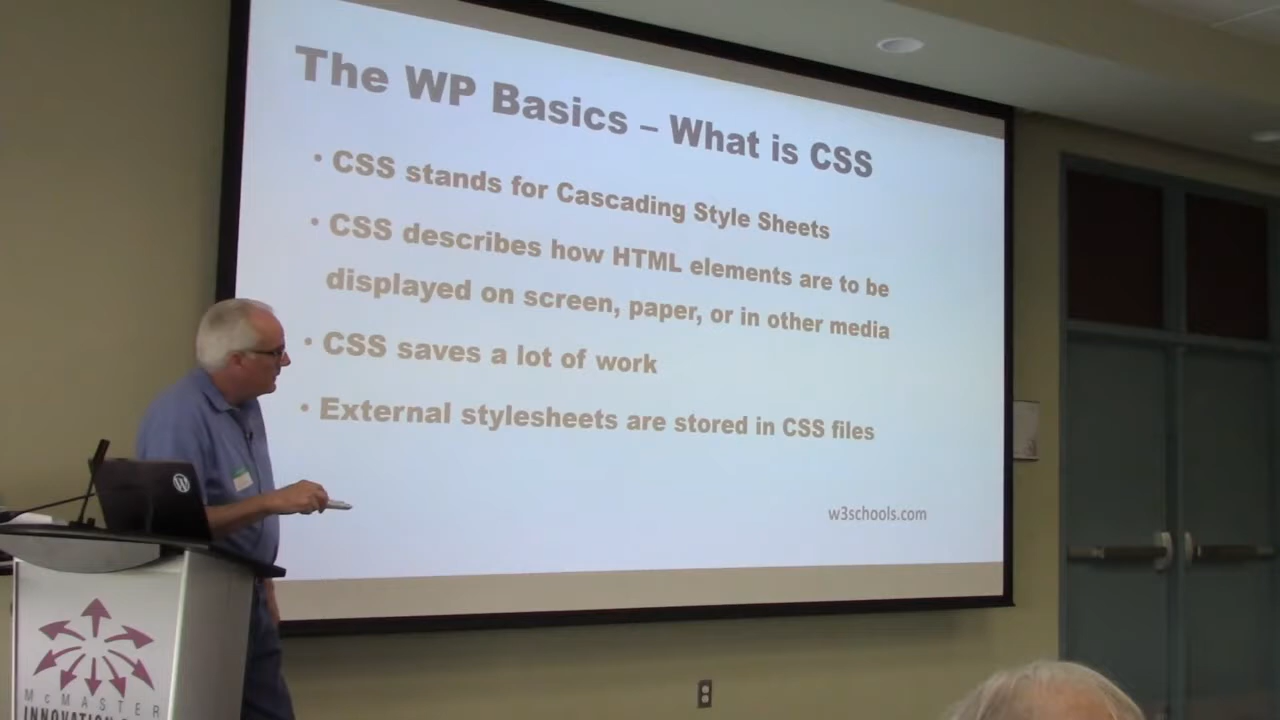 The WP Basics – What is CSS
• CSS stands for Cascading Style Sheets
• CSS describes how HTML elements are to be
displayed on screen, paper, or in other media
• CSS saves a lot of work
• External stylesheets are stored in CSS files
w3schools.com
McMASTER
INNOVATION